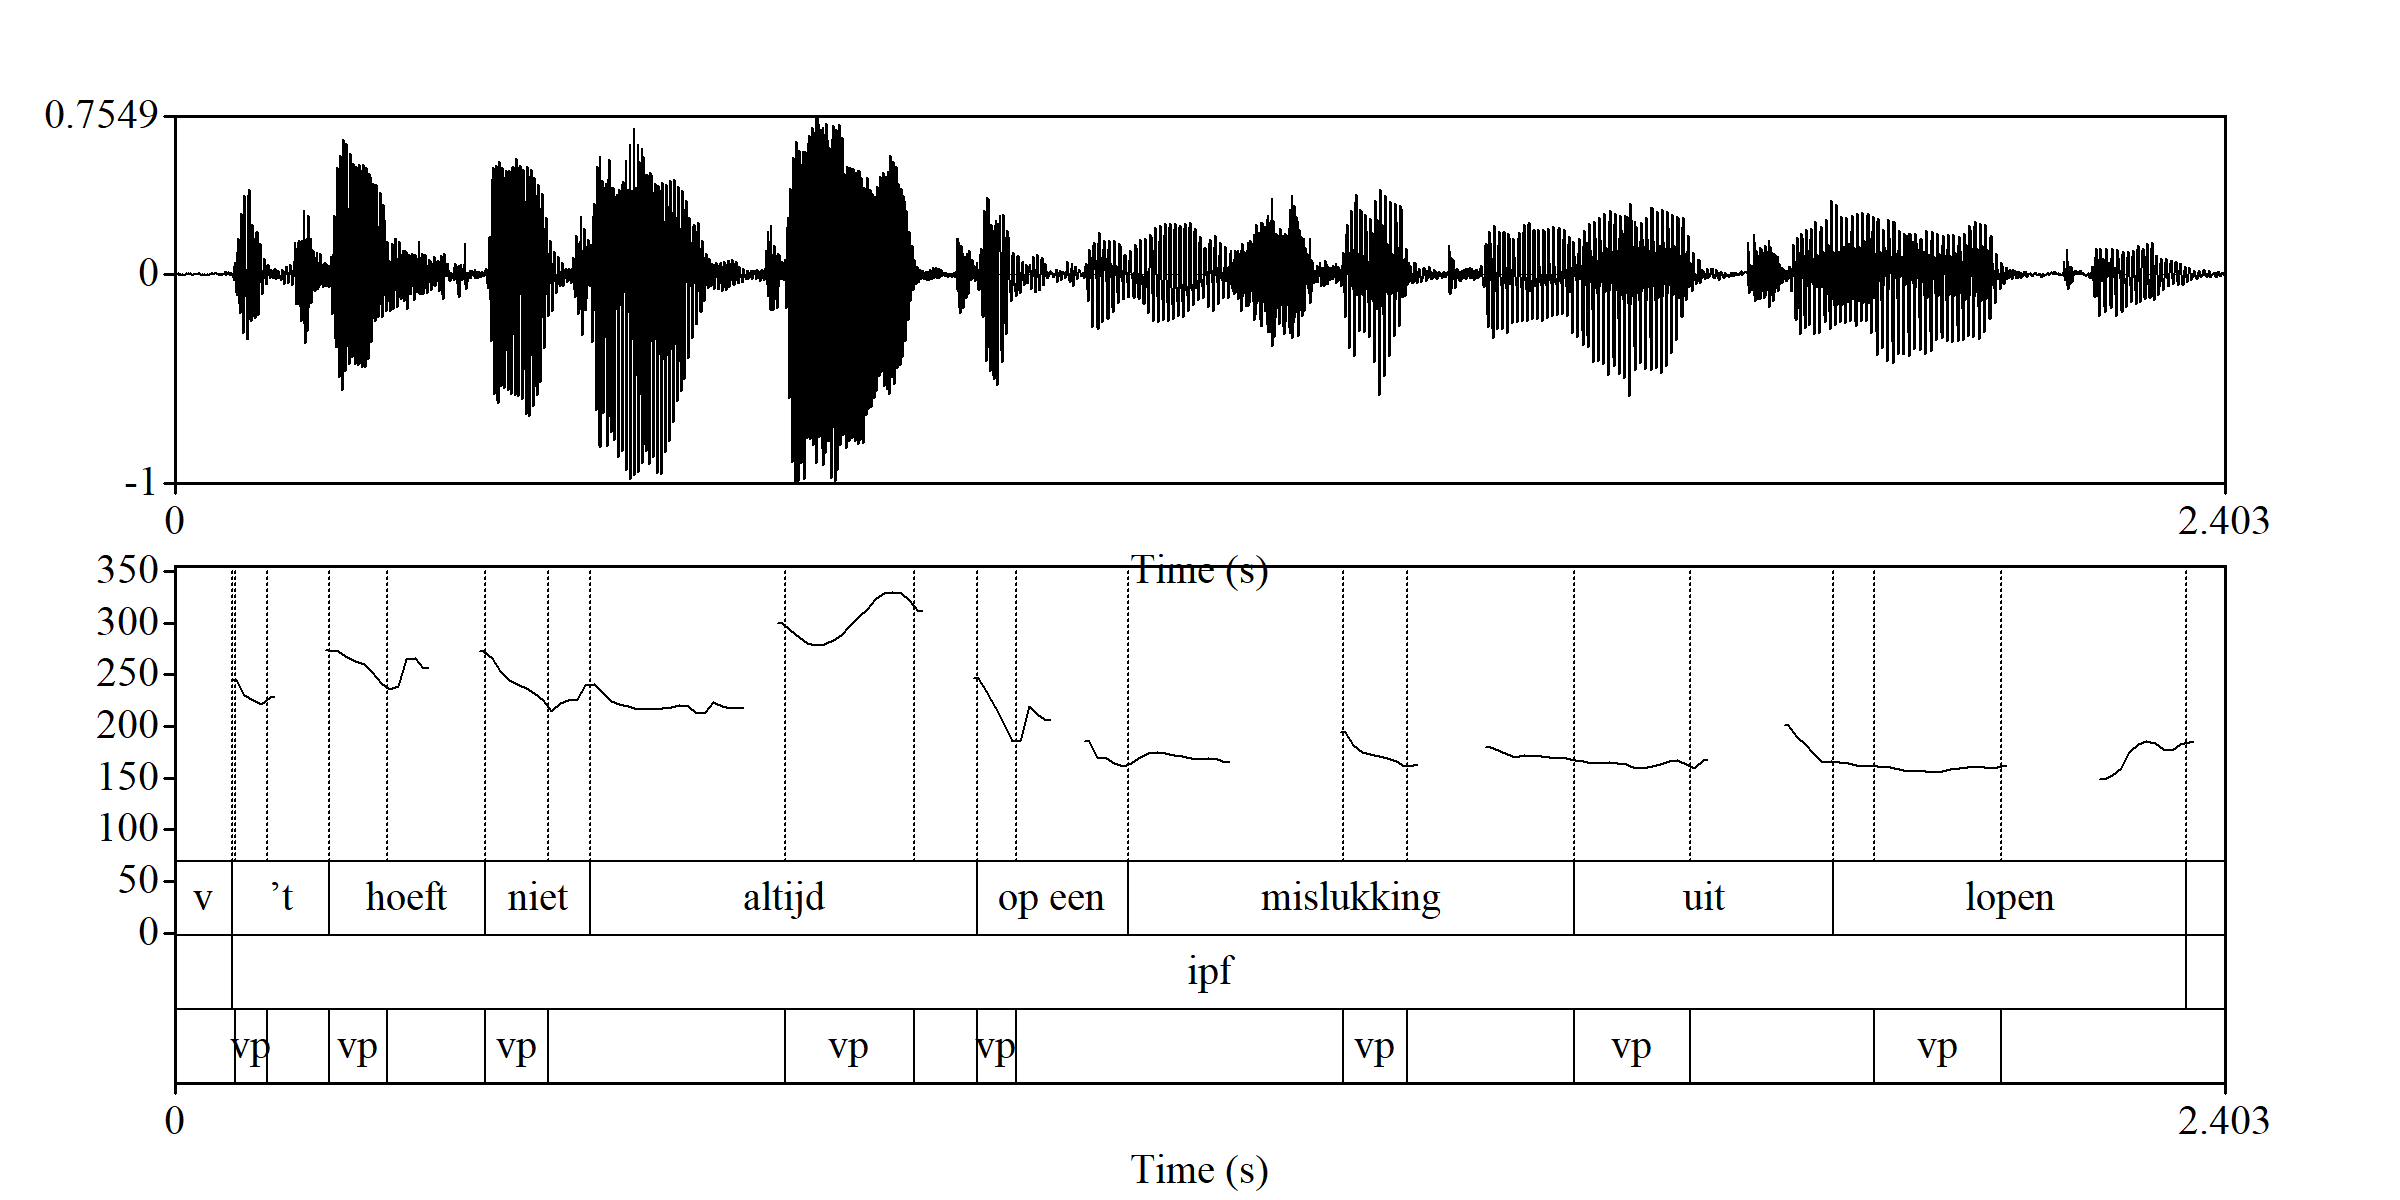 0.7549
0
-1
0 2.403
Time (s)
350
300
250
200
150
100
50
0
v ’t hoeft niet altijd op een mislukking uit lopen
ipf
vp vp vp vp vp vp vp vp
0 2.403
Time (s)